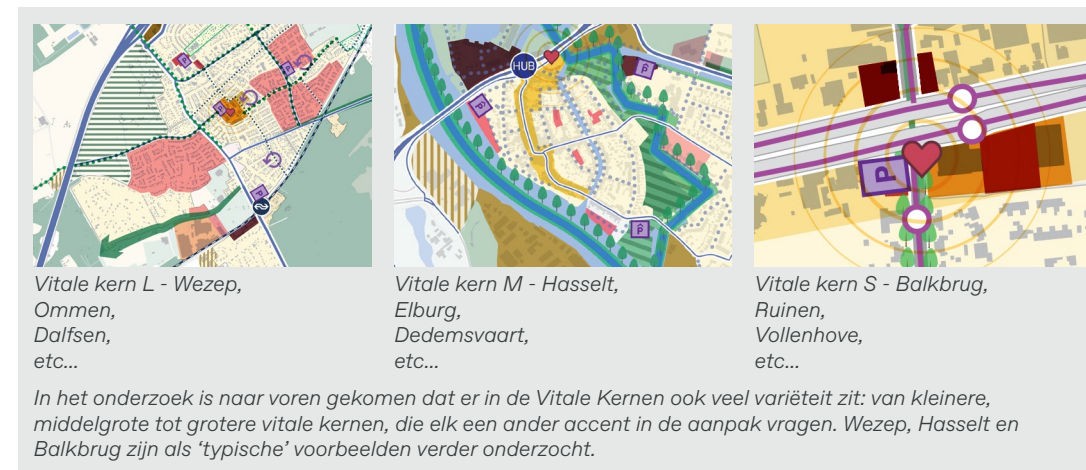 P
P
P
P
HUB
P
P
P
P
Vitale kern L - Wezep,
Ommen,
Dalfsen,
etc...
Vitale kern M - Hasselt,
Elburg,
Dedemsvaart,
etc...
Vitale kern S - Balkbrug,
Ruinen,
Vollenhove,
etc...
In het onderzoek is naar voren gekomen dat er in de Vitale Kernen ook veel variëteit zit: van kleinere,
middelgrote tot grotere vitale kernen, die elk een ander accent in de aanpak vragen. Wezep, Hasselt en
Balkbrug zijn als ‘typische’ voorbeelden verder onderzocht.